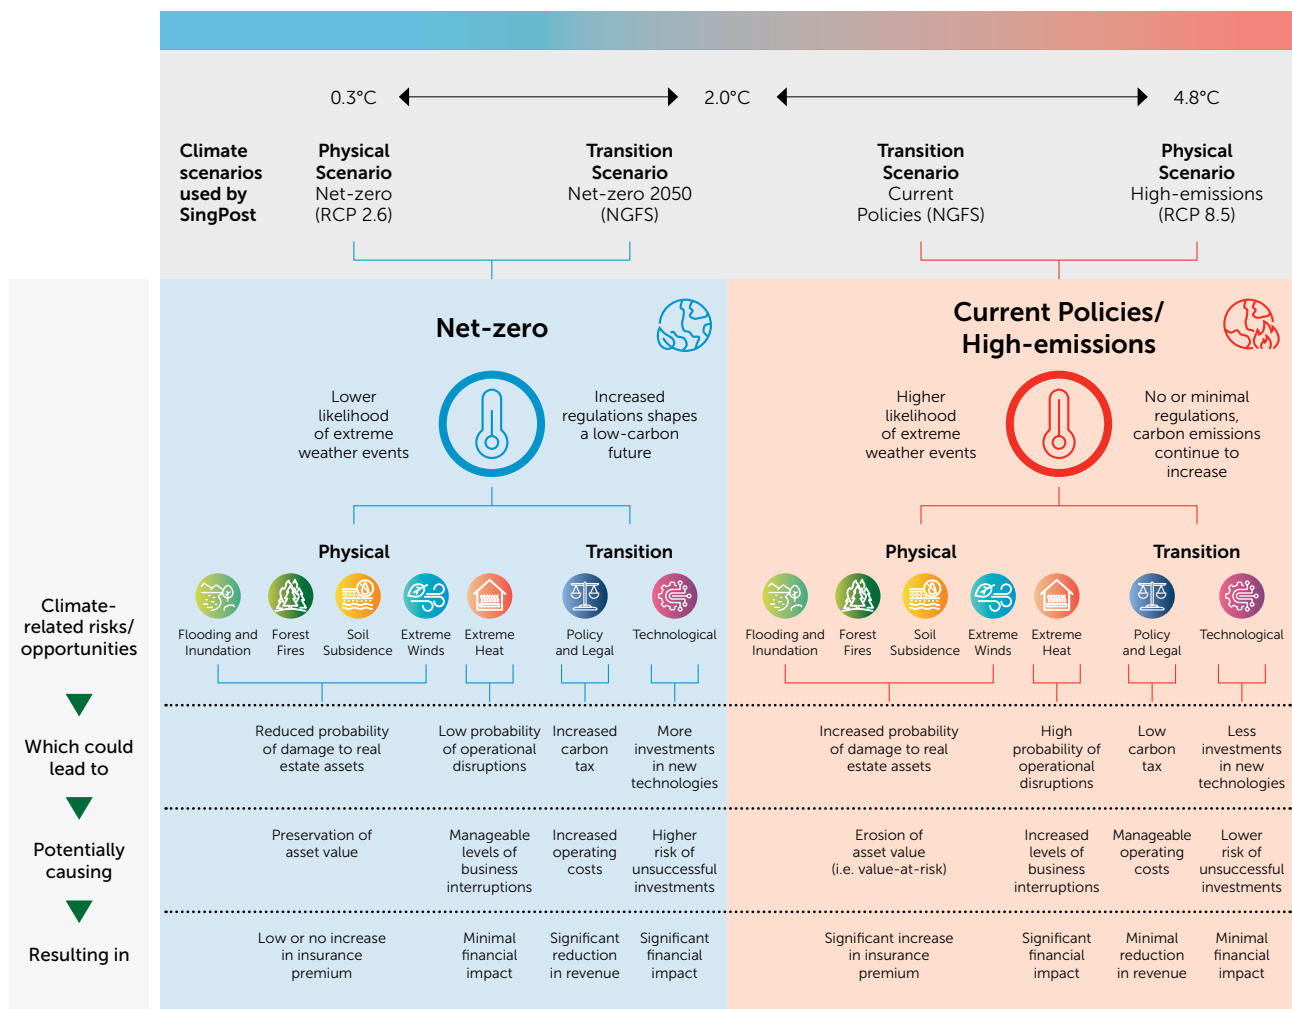 0.3°C
2.0°C
4.8°C
Climate
scenarios
used by
SingPost
Physical
Scenario
Net-zero
(RCP 2.6)
Transition
Scenario
Net-zero 2050
(NGFS)
Transition
Scenario
Current
Policies (NGFS)
Physical
Scenario
High-emissions
(RCP 8.5)
Net-zero
Lower
likelihood
of extreme
weather events
Increased
regulations shapes
a low-carbon
future
Current Policies/
High-emissions
Higher
likelihood
of extreme
weather events
No or minimal
regulations,
carbon emissions
continue to
increase
Climate-
related risks/
opportunities
Physical
Transition
Flooding and
Inundation
Forest
Fires
Soil
Subsidence
Extreme
Winds
Extreme
Heat
Policy
and Legal
Technological
Physical
Transition
Flooding and
Inundation
Forest
Fires
Soil
Subsidence
Extreme
Winds
Extreme
Heat
Policy
and Legal
Technological
Which could
lead to
Reduced probability
of damage to real
estate assets
Low probability
of operational
disruptions
Increased
carbon
tax
More
investments
in new
technologies
Increased probability
of damage to real
estate assets
High
probability of
operational
disruptions
Low
carbon
tax
Less
investments
in new
technologies
Potentially
causing
Preservation of
asset value
Manageable
levels of
business
interruptions
Increased
operating
costs
Higher
risk of
unsuccessful
investments
Erosion of
asset value
(i.e. value-at-risk)
Increased
levels of
business
interruptions
Manageable
operating
costs
Lower
risk of
unsuccessful
investments
Resulting in
Low or no increase
in insurance
premium
Minimal
financial
impact
Significant
reduction
in revenue
Significant
financial
impact
Significant increase
in insurance
premium
Significant
financial
impact
Minimal
reduction
in revenue
Minimal
financial
impact